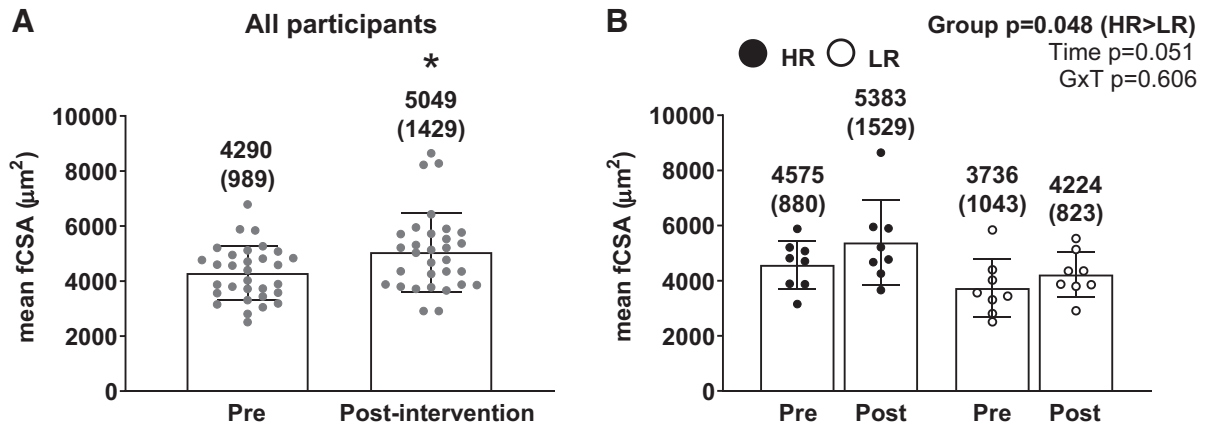 A
All participants
*
5049
(1429)
4290
(989)
mean fCSA (µm²)
10000
8000
6000
4000
2000
0
Pre
Post-intervention
B
Group p=0.048 (HR>LR)
Time p=0.051
GxT p=0.606
HR
LR
5383
(1529)
4575
(880)
3736
(1043)
4224
(823)
mean fCSA (µm²)
10000
8000
6000
4000
2000
0
Pre
Post
Pre
Post